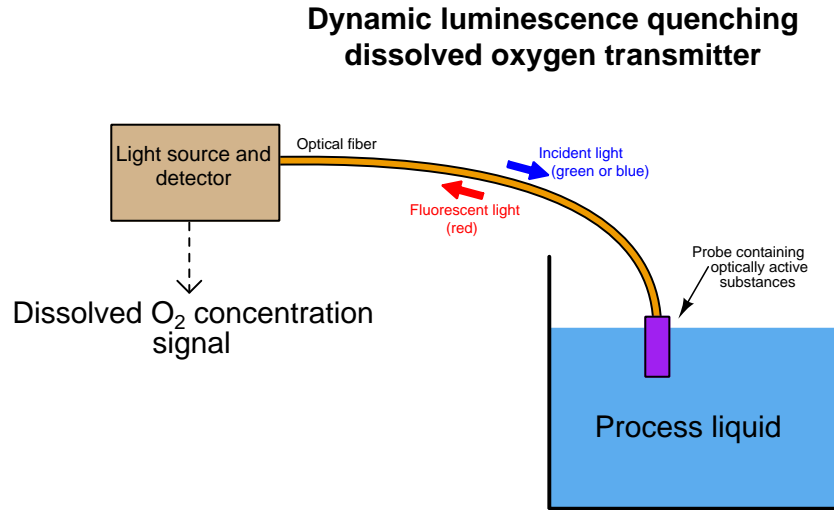 Dynamic luminescence quenching
dissolved oxygen transmitter
Light source and
detector
Optical fiber
Incident light
(green or blue)
Fluorescent light
(red)
Probe containing
optically active
substances
Dissolved O₂ concentration
signal
Process liquid